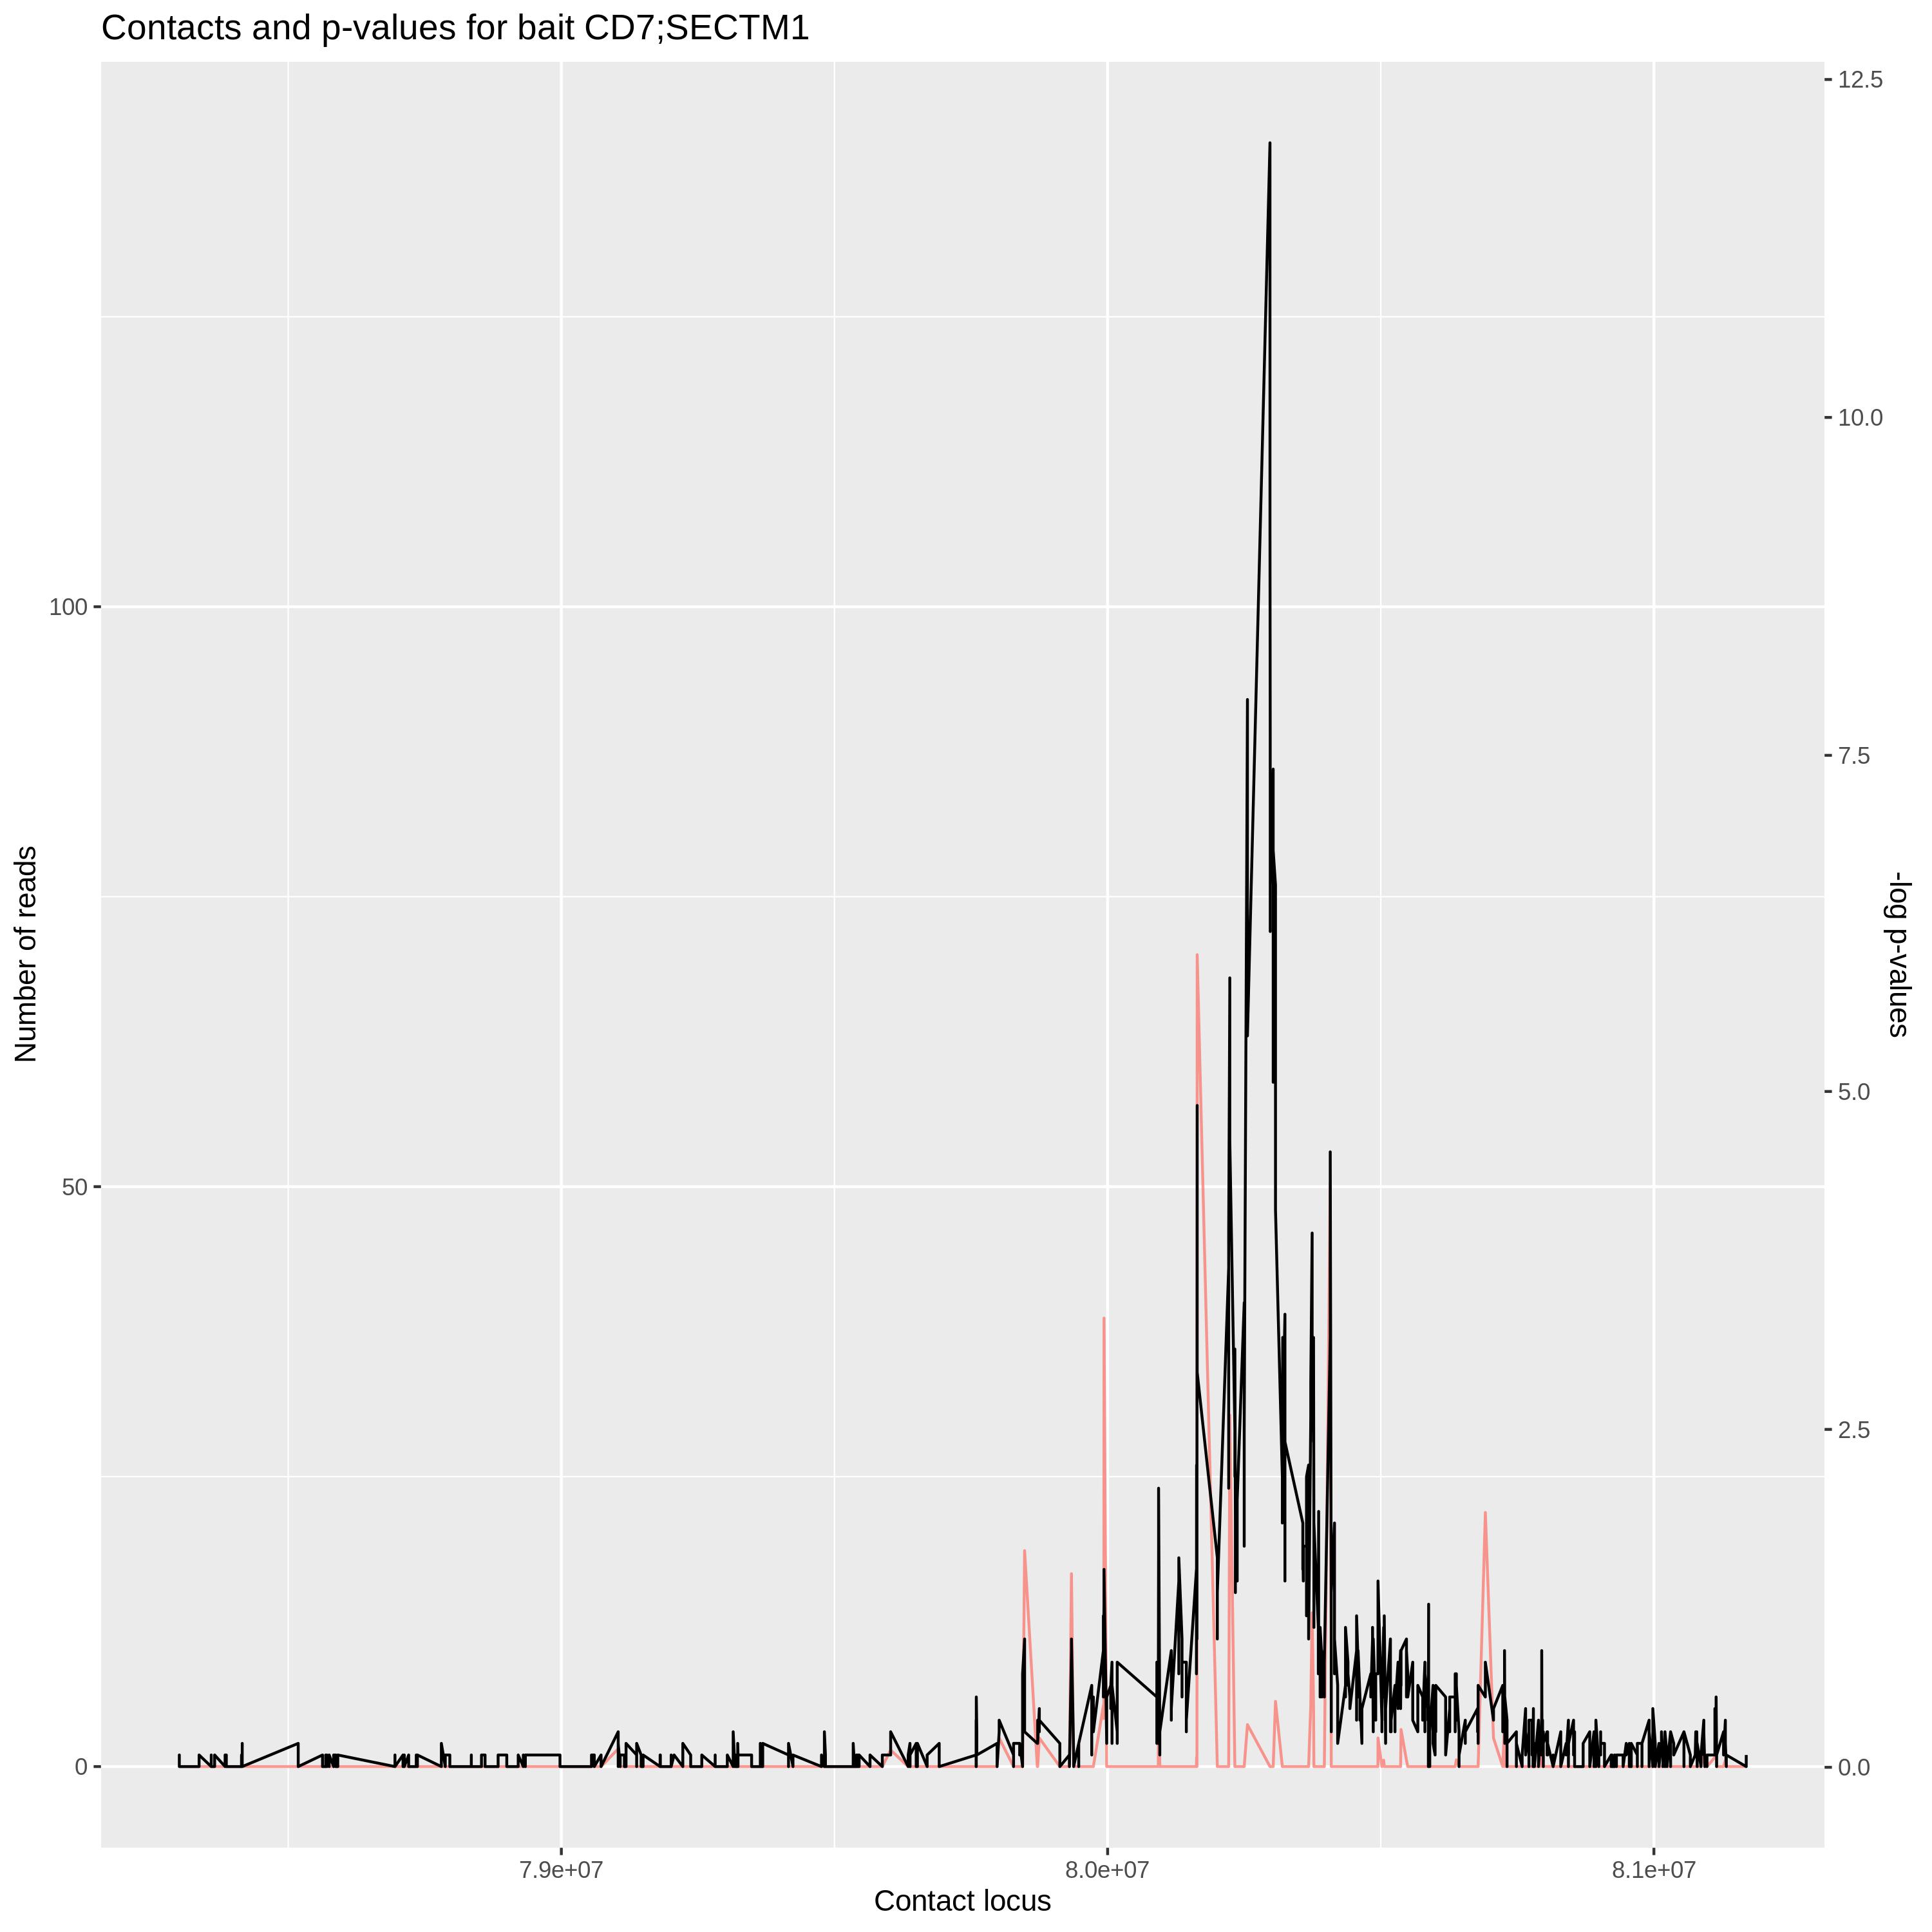 Contacts and p-values for bait CD7;SECTM1
12.5
10.0
100
7.5
Number of reads
-log p-values
5.0
50
2.5
0
0.0
7.9e+07
8.0e+07
8.1e+07
Contact locus